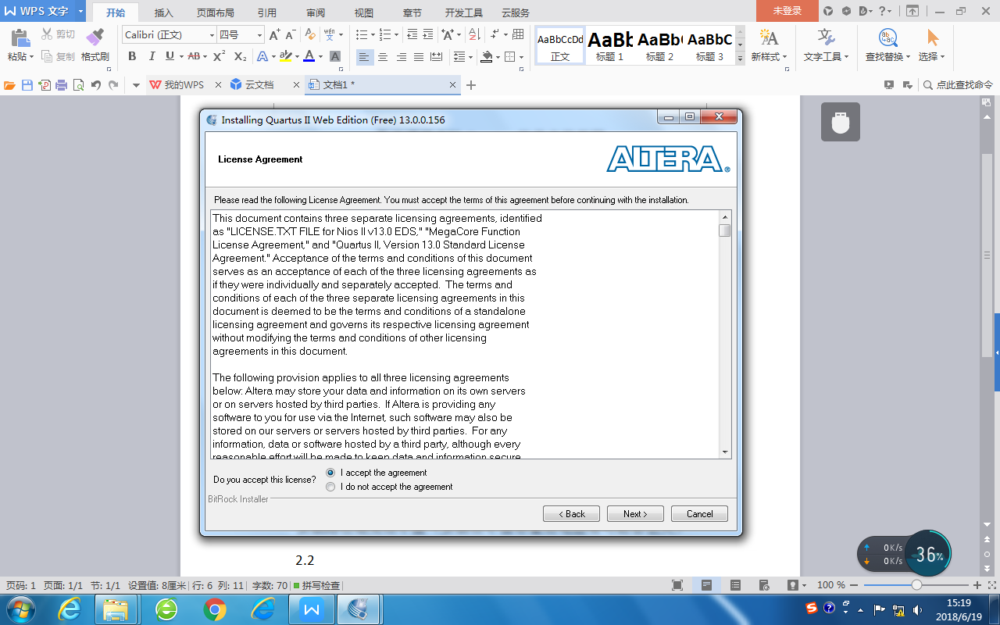 WPS 文字
开始 插入 页面布局 引用 审阅 视图 章节 开发工具 云服务
未登录
粘贴 剪切 复制 格式刷
Calibri (正文) 四号
AaBbCcDd AaBb AaBb( AaBbC
正文 标题 1 标题 2 标题 3
新样式 文字工具 查找替换 选择
我的WPS 云文档 文档1 *
点此查找命令
Installing Quartus II Web Edition (Free) 13.0.0.156
License Agreement
ALTERA®
Please read the following License Agreement. You must accept the terms of this agreement before continuing with the installation.
This document contains three separate licensing agreements, identified
as "LICENSE.TXT FILE for Nios II v13.0 EDS," "MegaCore Function
License Agreement," and "Quartus II, Version 13.0 Standard License
Agreement." Acceptance of the terms and conditions of this document
serves as an acceptance of each of the three licensing agreements as
if they were individually and separately accepted.  The terms and
conditions of each of the three separate licensing agreements in this
document is deemed to be the terms and conditions of a standalone
licensing agreement and governs its respective licensing agreement
without modifying the terms and conditions of other licensing
agreements in this document.
The following provision applies to all three licensing agreements
below: Altera may store your data and information on its own servers
or on servers hosted by third parties.  If Altera is providing any
software to you for use via the Internet, such software may also be
stored on our servers or servers hosted by third parties.  For any
information, data or software hosted by a third party, although every
reasonable effort will be made to keep data and information secure
Do you accept this license?
I accept the agreement
I do not accept the agreement
BitRock Installer
< Back
Next >
Cancel
2.2
0K/s
0K/s
36%
页码: 1 页面: 1/1 节: 1/1 设置值: 8厘米 行: 6 列: 11 字数: 70 拼写检查
100 %
15:19
2018/6/19